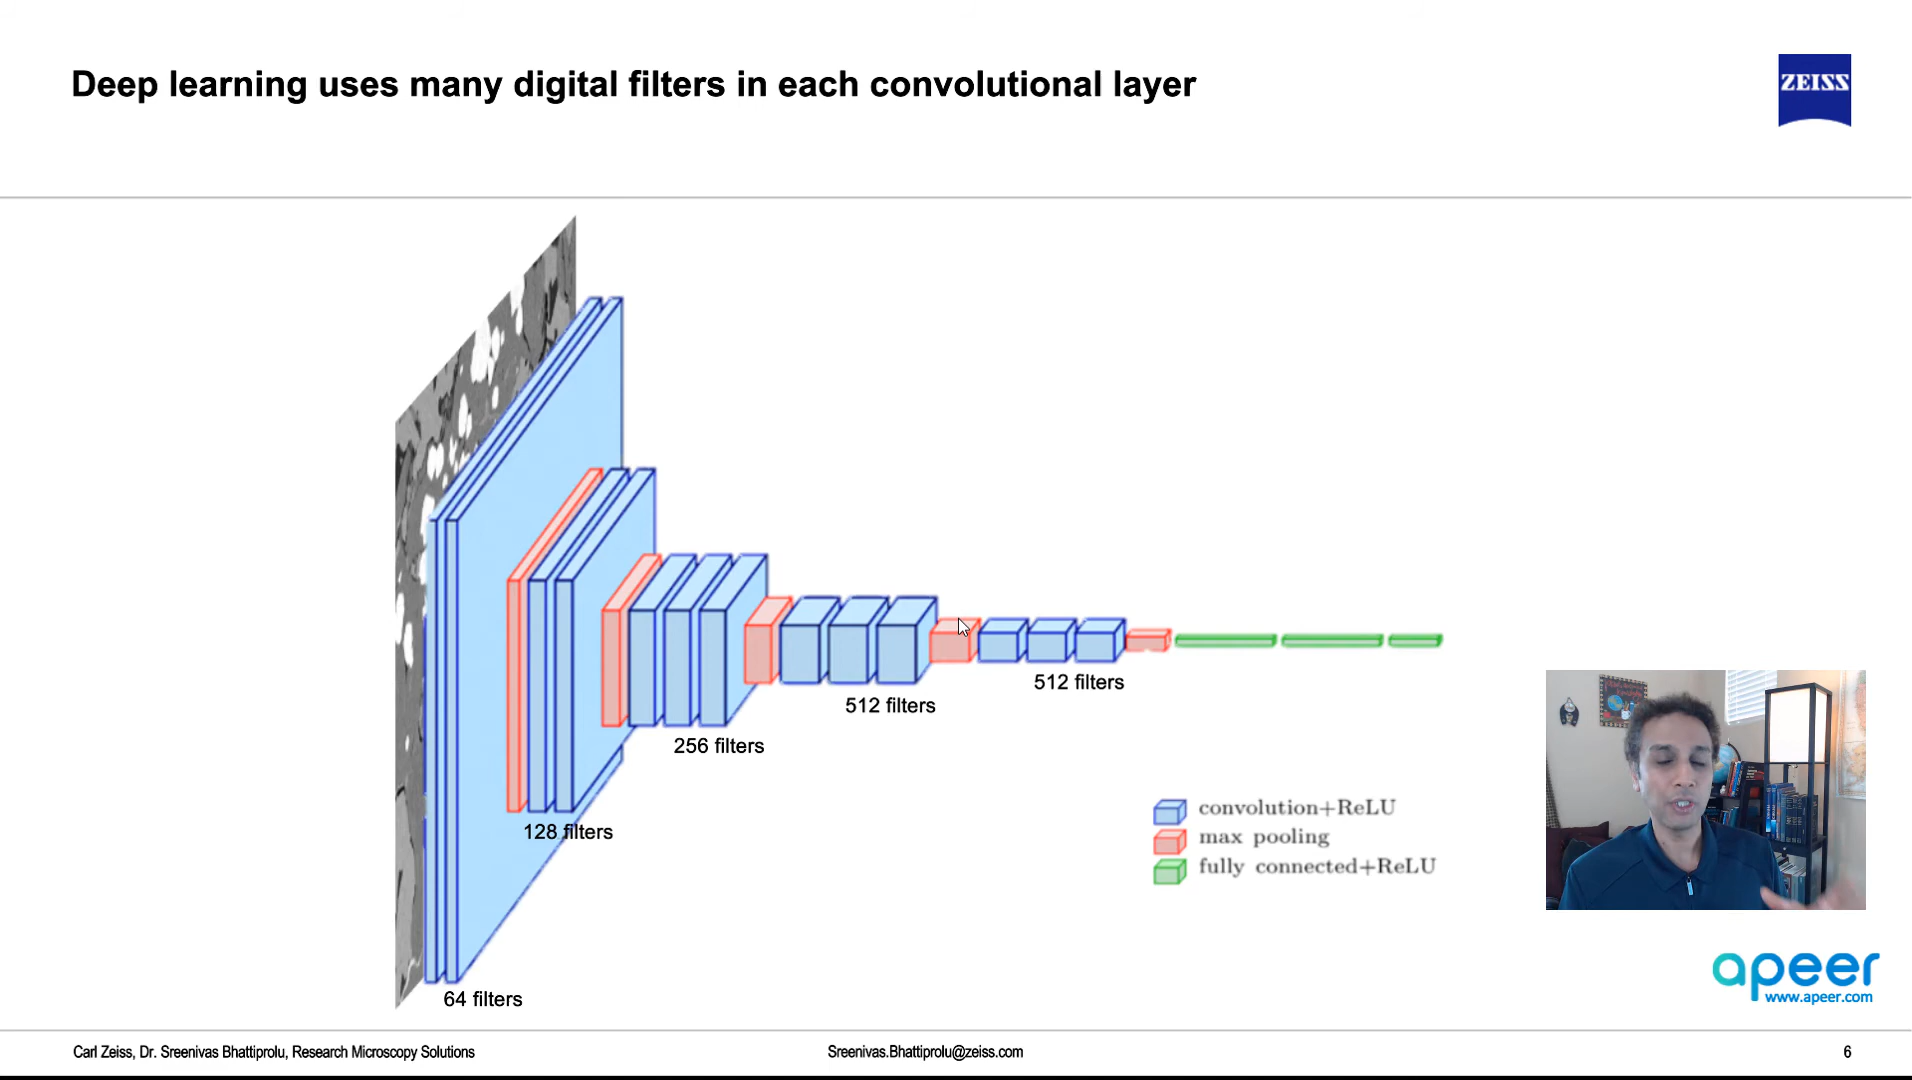 Deep learning uses many digital filters in each convolutional layer
ZEISS
512 filters
512 filters
256 filters
128 filters
64 filters
convolution+ReLU
max pooling
fully connected+ReLU
apeer
www.apeer.com
Carl Zeiss, Dr. Sreenivas Bhattiprolu, Research Microscopy Solutions
Sreenivas.Bhattiprolu@zeiss.com
6